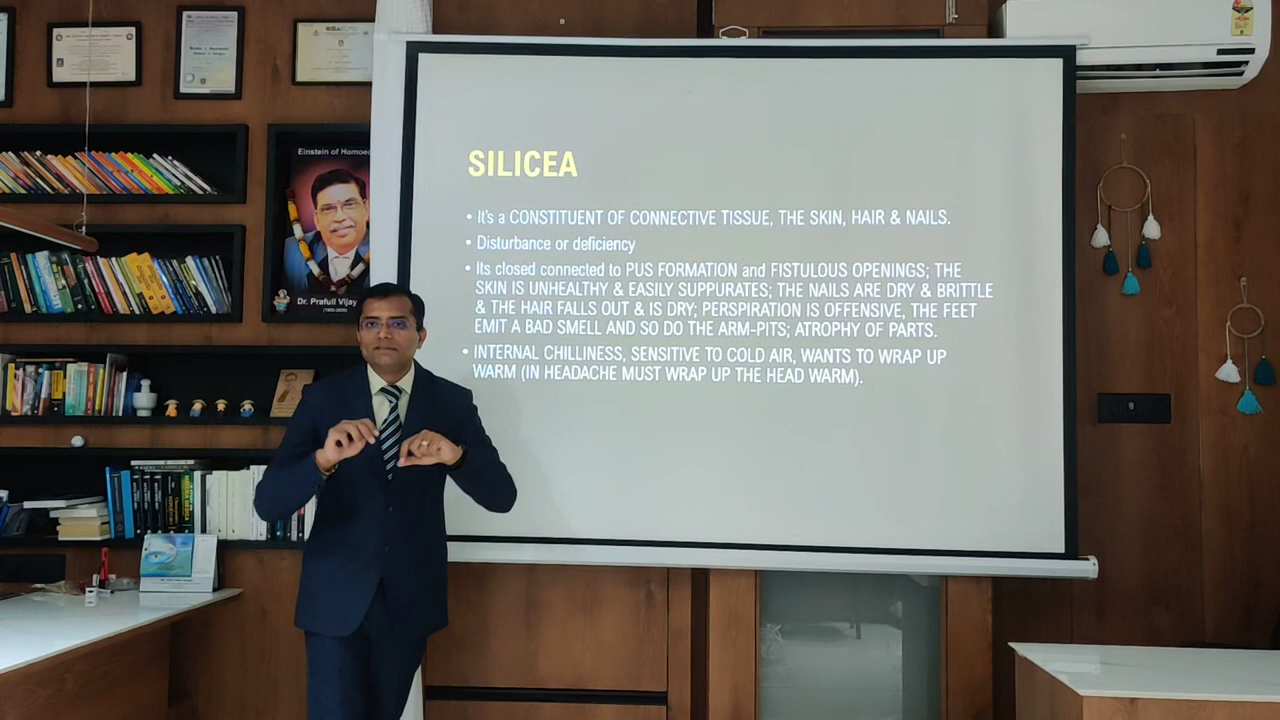 Einstein of Homoeo
Dr. Prafull Vijay
SILICEA
• It's a CONSTITUENT OF CONNECTIVE TISSUE, THE SKIN, HAIR & NAILS.
• Disturbance or deficiency
• Its closed connected to PUS FORMATION and FISTULOUS OPENINGS; THE
SKIN IS UNHEALTHY & EASILY SUPPURATES; THE NAILS ARE DRY & BRITTLE
& THE HAIR FALLS OUT & IS DRY; PERSPIRATION IS OFFENSIVE, THE FEET
EMIT A BAD SMELL AND SO DO THE ARM-PITS; ATROPHY OF PARTS.
• INTERNAL CHILLINESS, SENSITIVE TO COLD AIR, WANTS TO WRAP UP
WARM (IN HEADACHE MUST WRAP UP THE HEAD WARM).